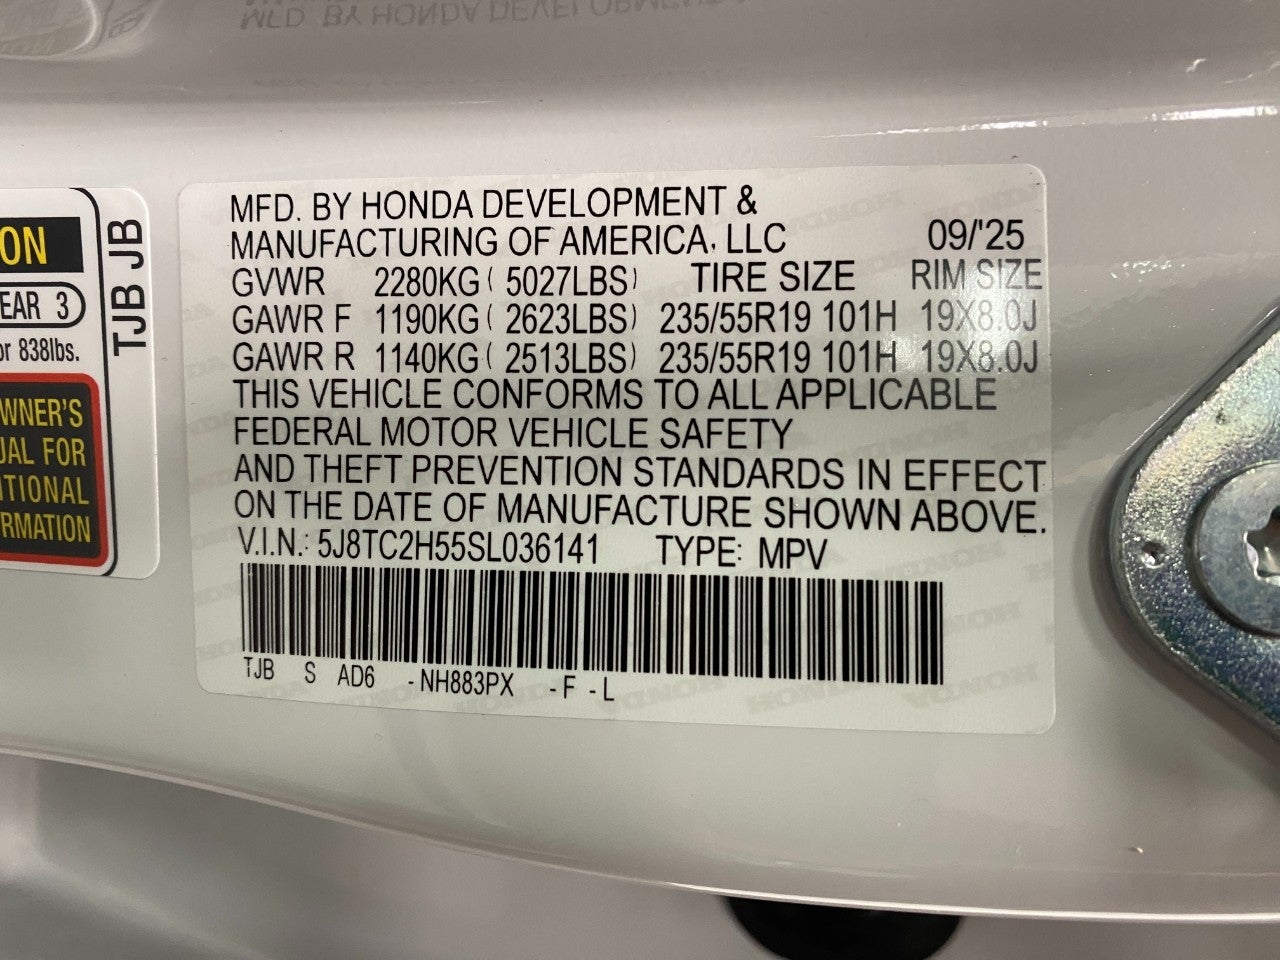 MFD. BY HONDA DEVELOPMENT &
MANUFACTURING OF AMERICA, LLC 09/'25
GVWR 2280KG ( 5027LBS) TIRE SIZE RIM SIZE
GAWR F 1190KG ( 2623LBS) 235/55R19 101H 19X8.0J
GAWR R 1140KG ( 2513LBS) 235/55R19 101H 19X8.0J
THIS VEHICLE CONFORMS TO ALL APPLICABLE
FEDERAL MOTOR VEHICLE SAFETY
AND THEFT PREVENTION STANDARDS IN EFFECT
ON THE DATE OF MANUFACTURE SHOWN ABOVE.
V.I.N.: 5J8TC2H55SL036141 TYPE: MPV
TJB S AD6 -NH883PX -F -L
ON
EAR 3
or 838lbs.
WNER'S
UAL FOR
ITIONAL
RMATION
TJB JB